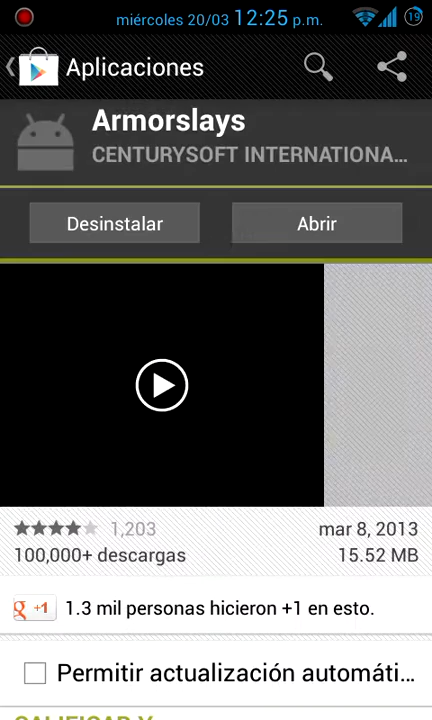 miércoles 20/03 12:25 p.m. 19
Aplicaciones
Armorslays
CENTURYSOFT INTERNATIONA...
Desinstalar Abrir
1,203 mar 8, 2013
100,000+ descargas 15.52 MB
g +1 1.3 mil personas hicieron +1 en esto.
Permitir actualización automáti...
CALIFICAR Y